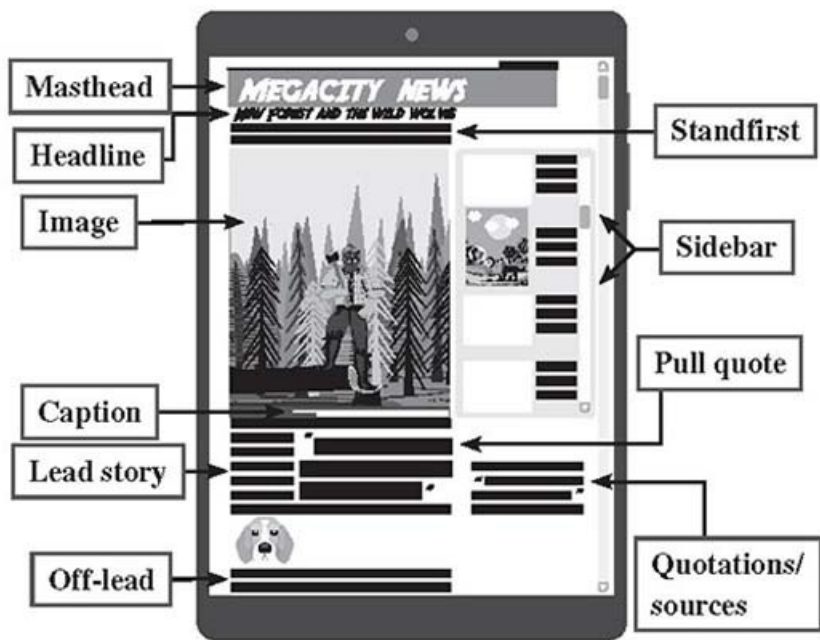 Masthead
MEGACITY NEWS
NEW FOREST AND THE WILD WOLVES
Headline
Standfirst
Image
Sidebar
Pull quote
Caption
Lead story
Off-lead
Quotations/
sources